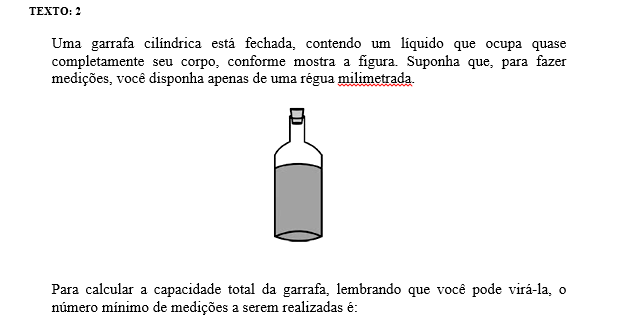 TEXTO: 2
Uma garrafa cilíndrica está fechada, contendo um líquido que ocupa quase
completamente seu corpo, conforme mostra a figura. Suponha que, para fazer
medições, você disponha apenas de uma régua milimetrada.
Para calcular a capacidade total da garrafa, lembrando que você pode virá-la, o
número mínimo de medições a serem realizadas é: